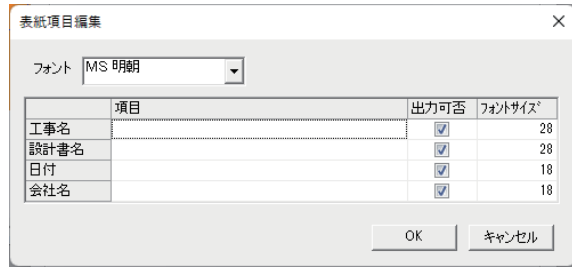 表紙項目編集
フォント MS 明朝
項目 出力可否 ﾌｫﾝﾄｻｲｽﾞ
工事名 28
設計書名 28
日付 18
会社名 18
OK キャンセル